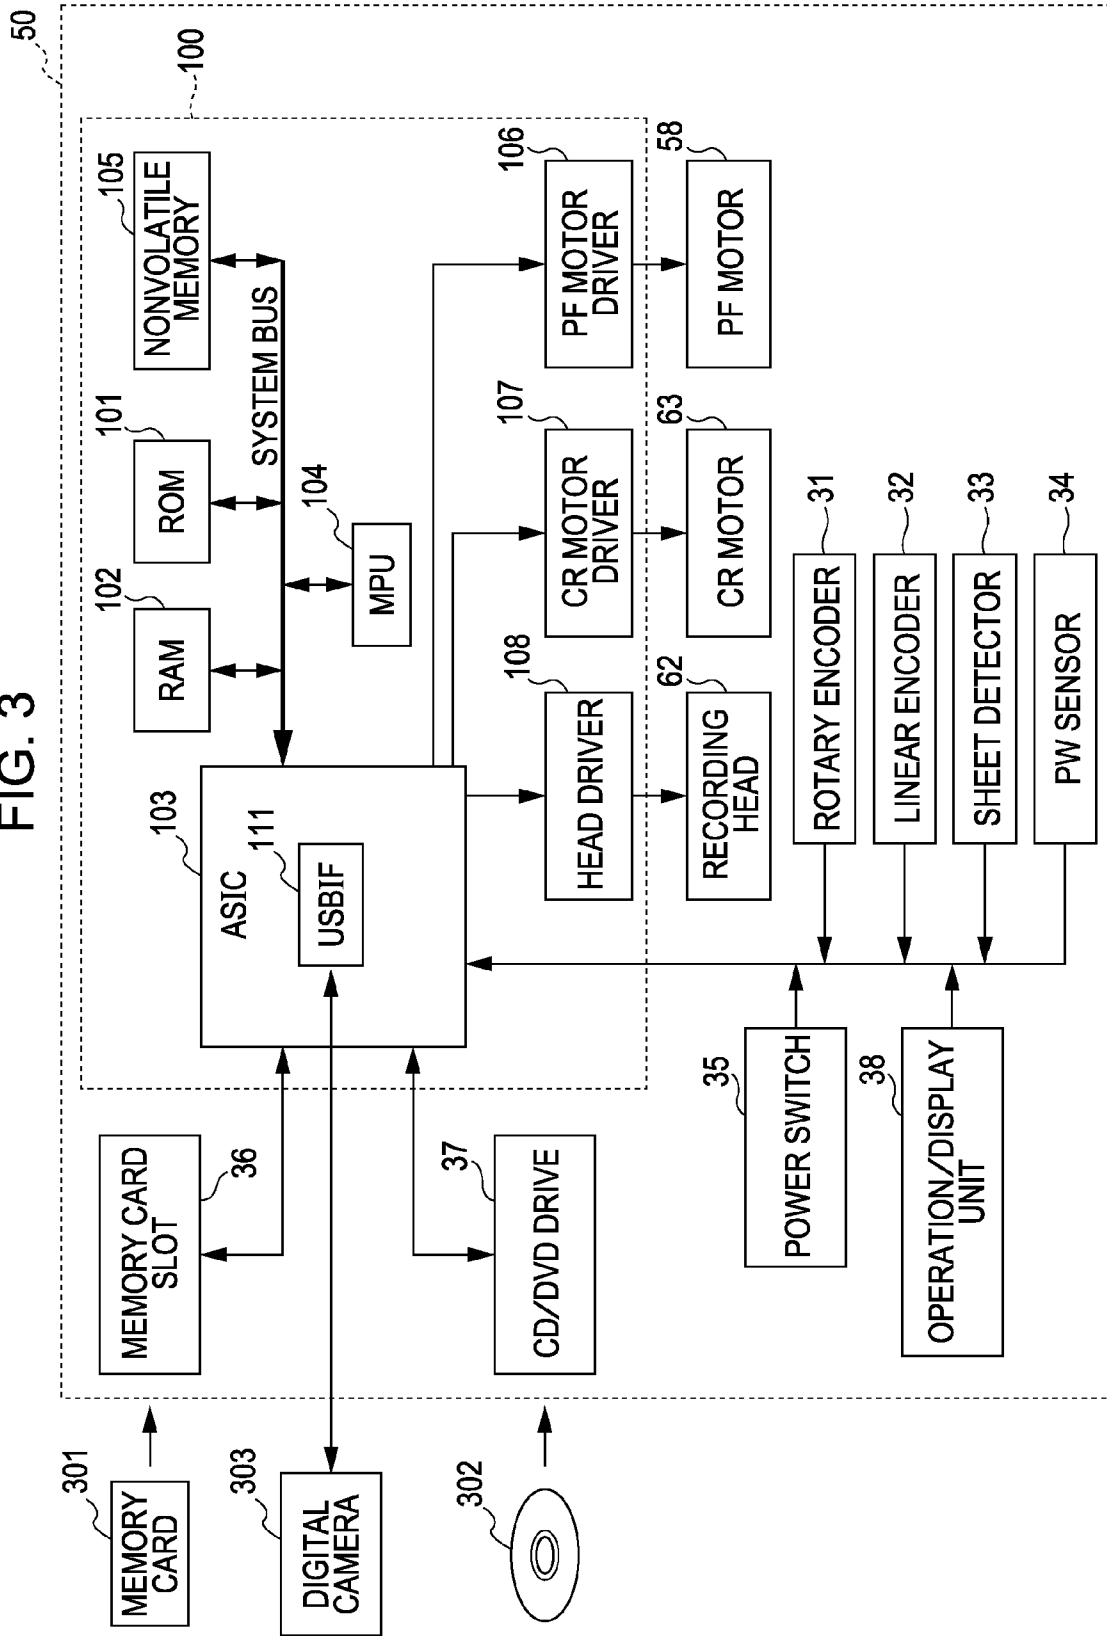 FIG. 3
50
100
103
ASIC
111
USBIF
102
RAM
101
ROM
105
NONVOLATILE
MEMORY
SYSTEM BUS
104
MPU
36
MEMORY CARD
SLOT
301
MEMORY
CARD
303
DIGITAL
CAMERA
302
37
CD/DVD DRIVE
108
HEAD DRIVER
107
CR MOTOR
DRIVER
106
PF MOTOR
DRIVER
62
RECORDING
HEAD
63
CR MOTOR
58
PF MOTOR
35
POWER SWITCH
38
OPERATION/DISPLAY
UNIT
ROTARY ENCODER
31
LINEAR ENCODER
32
SHEET DETECTOR
33
PW SENSOR
34